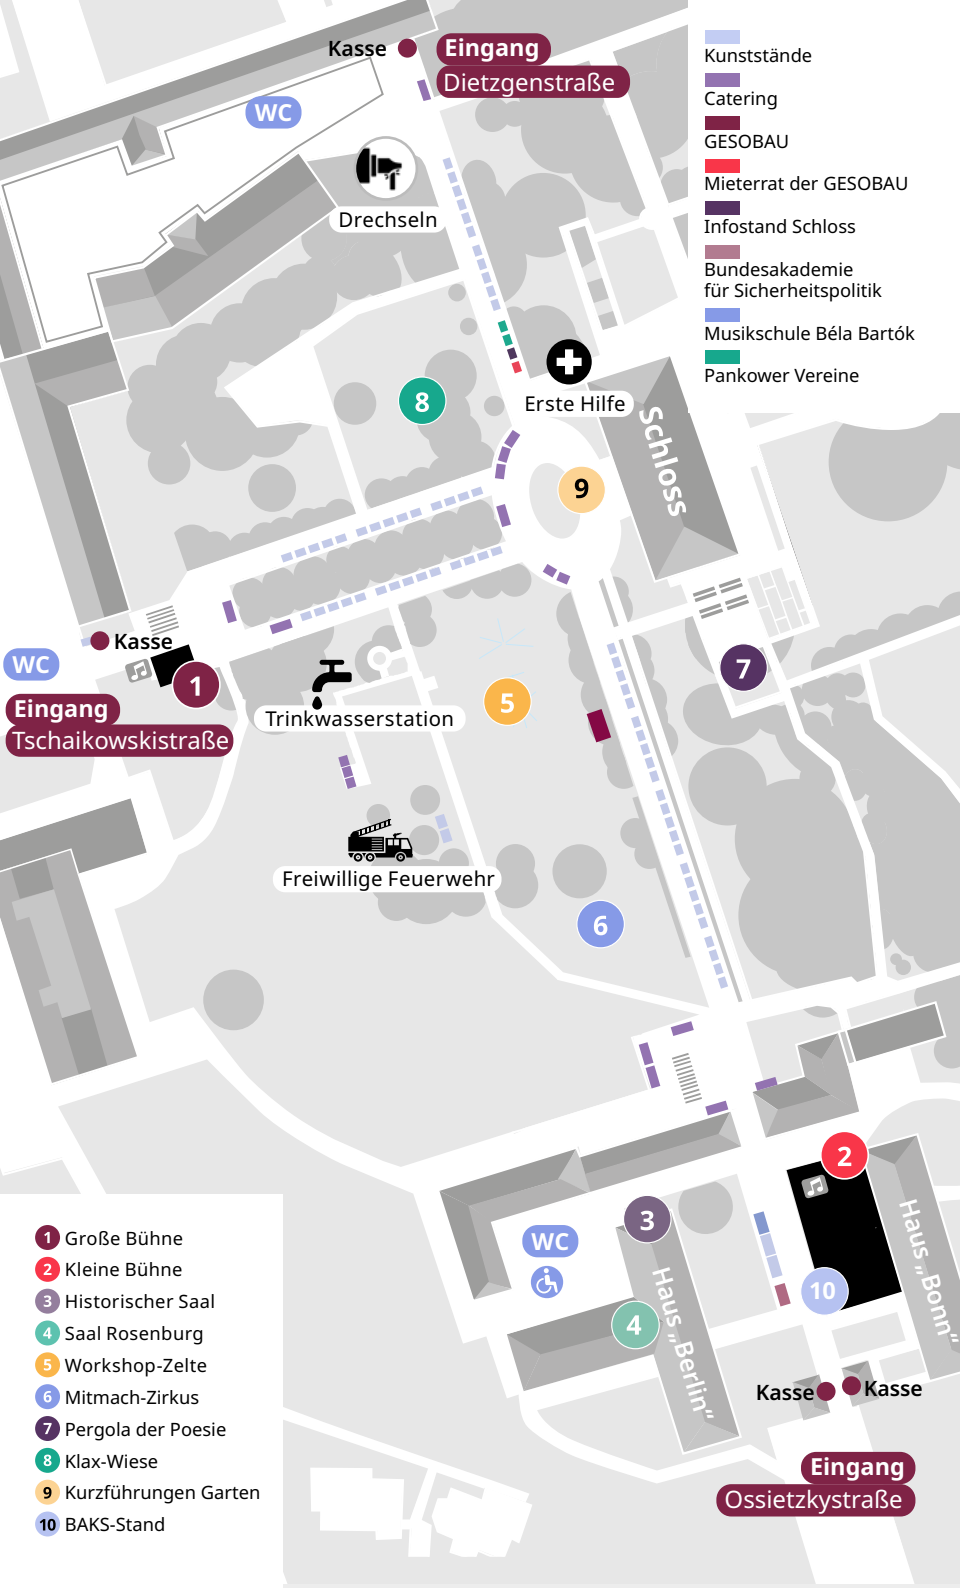 Kasse
Eingang
Dietzgenstraße
WC
Drechseln
Kunststände
Catering
GESOBAU
Mieterrat der GESOBAU
Infostand Schloss
Bundesakademie
für Sicherheitspolitik
Musikschule Béla Bartók
Pankower Vereine
Erste Hilfe
8
Schloss
9
Kasse
WC
1
Eingang
Tschaikowskistraße
Trinkwasserstation
5
7
Freiwillige Feuerwehr
6
2
3
WC
Haus „Bonn“
10
4
Haus „Berlin“
Kasse
Kasse
Eingang
Ossietzkystraße
1 Große Bühne
2 Kleine Bühne
3 Historischer Saal
4 Saal Rosenburg
5 Workshop-Zelte
6 Mitmach-Zirkus
7 Pergola der Poesie
8 Klax-Wiese
9 Kurzführungen Garten
10 BAKS-Stand